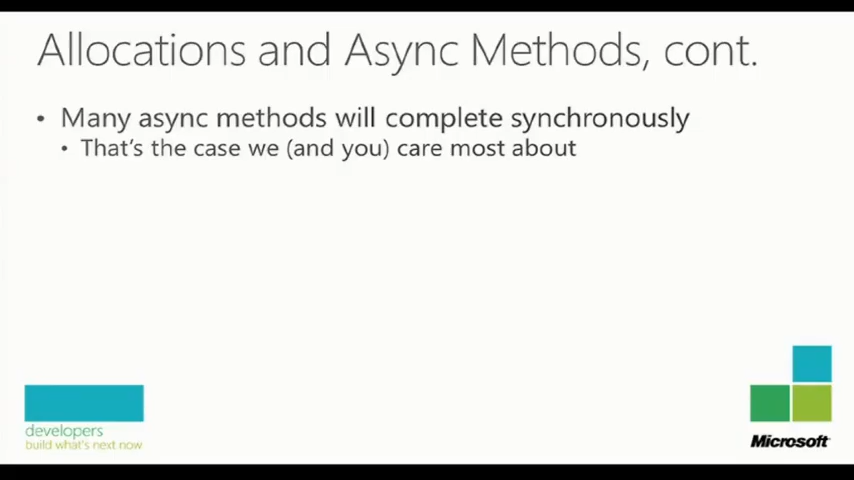 Allocations and Async Methods, cont.
• Many async methods will complete synchronously
• That's the case we (and you) care most about
developers
build what's next now
Microsoft